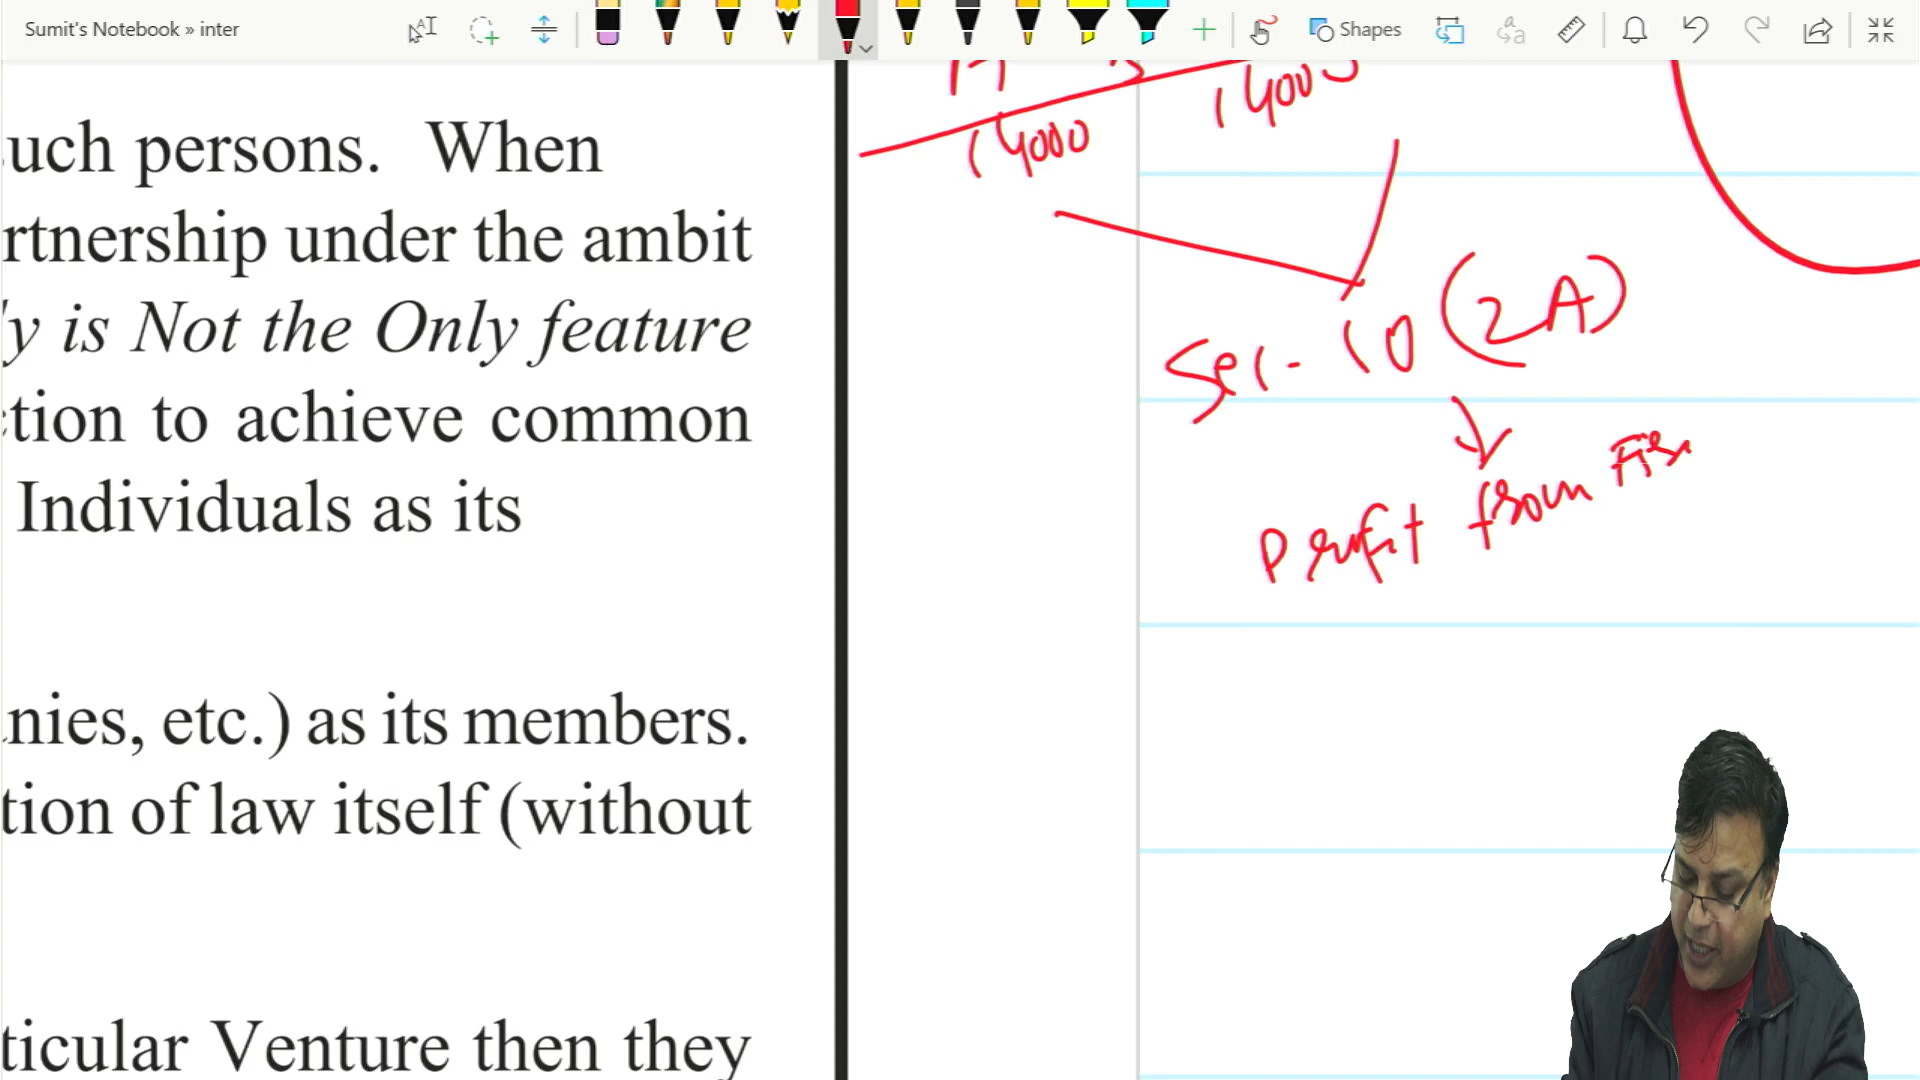 Sumit's Notebook » inter
Shapes
uch persons. When
rtnership under the ambit
y is Not the Only feature
tion to achieve common
Individuals as its
nies, etc.) as its members.
tion of law itself (without
ticular Venture then they
14000
14000
Sec- 10 (2A)
Profit from